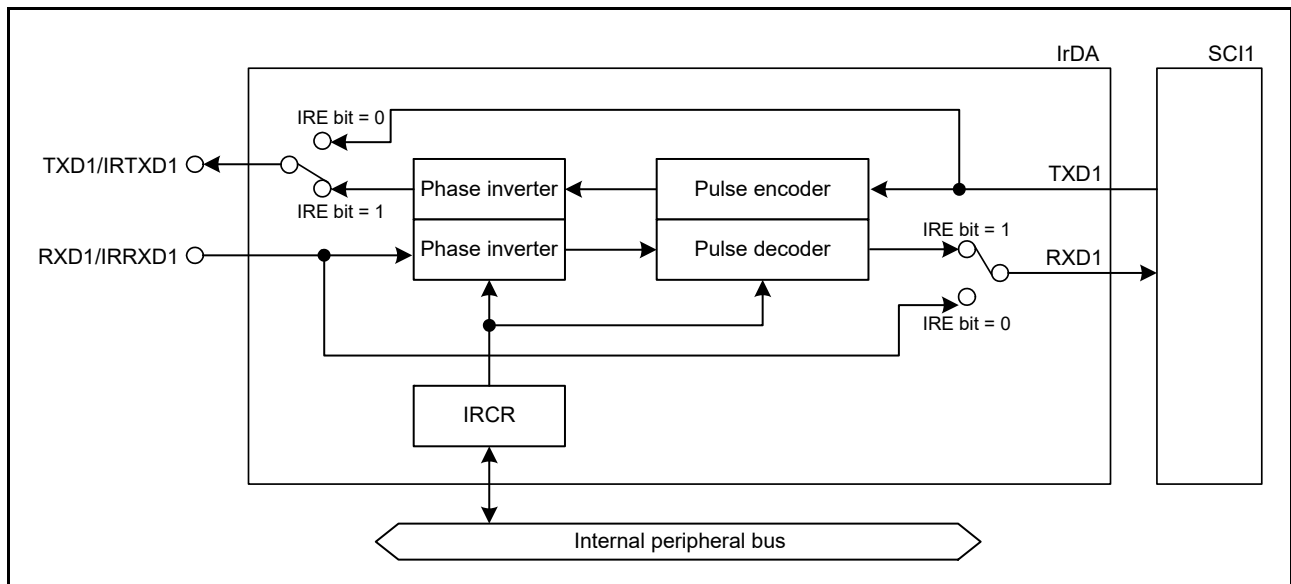 IrDA
SCI1
IRE bit = 0
TXD1/IRTXD1
Phase inverter
Pulse encoder
TXD1
IRE bit = 1
RXD1/IRRXD1
Phase inverter
Pulse decoder
IRE bit = 1
RXD1
IRE bit = 0
IRCR
Internal peripheral bus